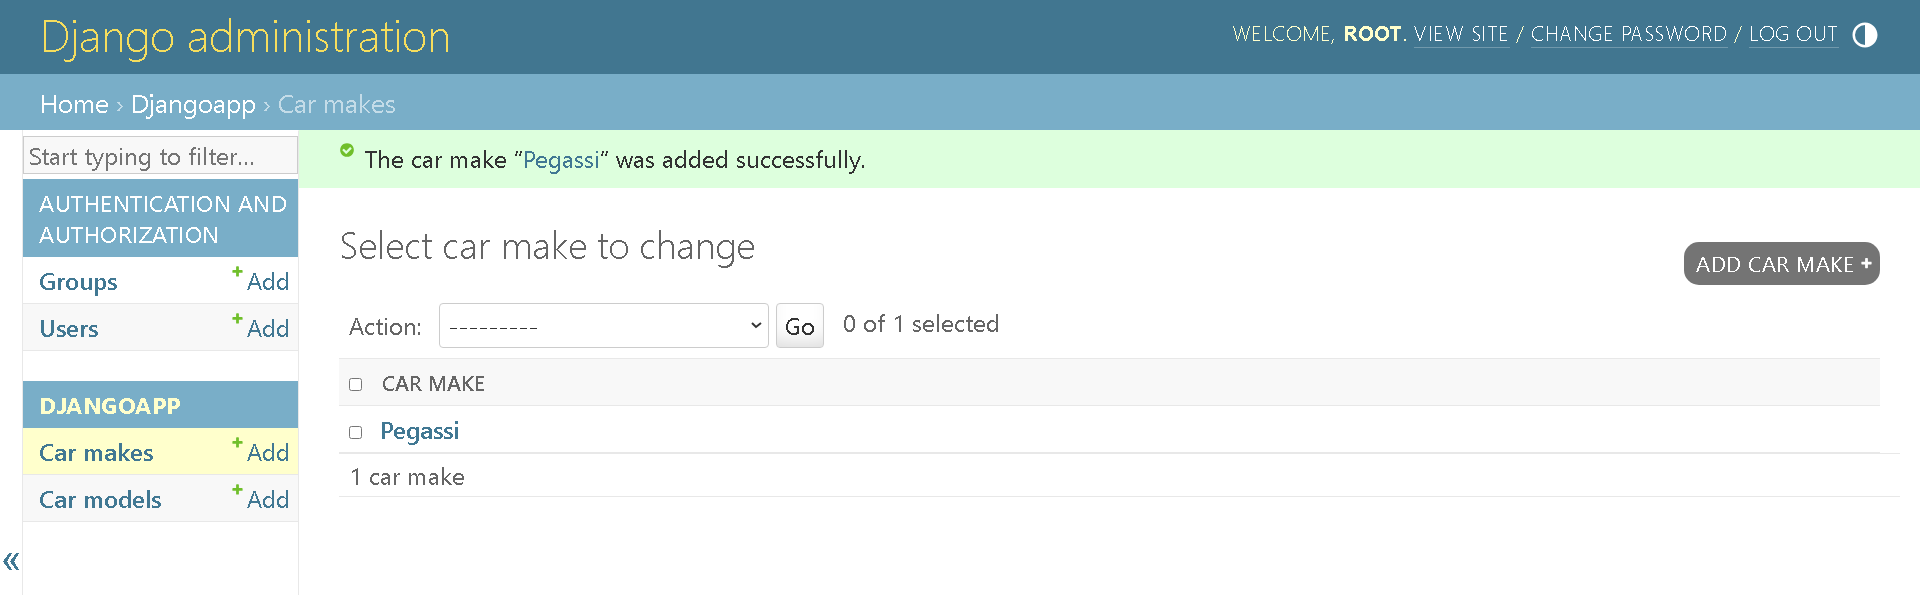 Django administration
WELCOME, ROOT. VIEW SITE / CHANGE PASSWORD / LOG OUT
Home › Djangoapp › Car makes
Start typing to filter...
AUTHENTICATION AND
AUTHORIZATION
Groups + Add
Users + Add
DJANGOAPP
Car makes + Add
Car models + Add
«
The car make “Pegassi” was added successfully.
Select car make to change
ADD CAR MAKE +
Action: --------- Go 0 of 1 selected
CAR MAKE
Pegassi
1 car make